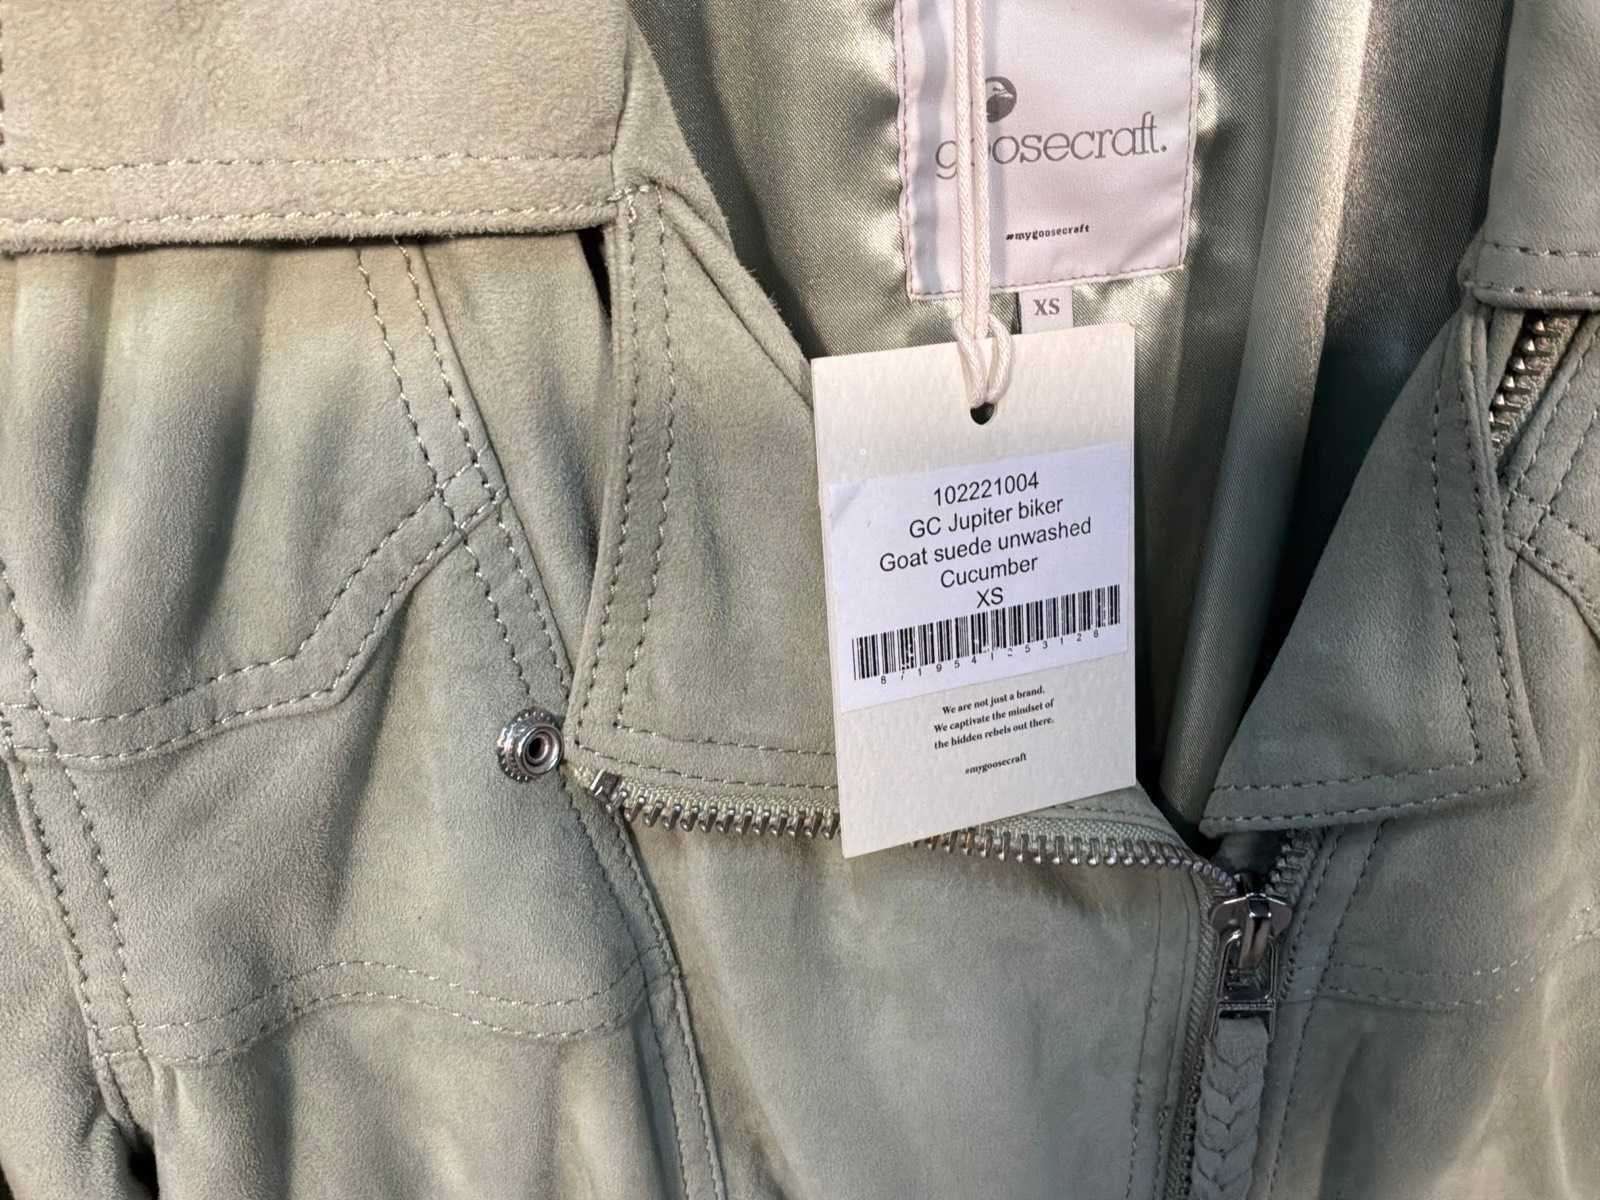 goosecraft.
#mygoosecraft
XS
102221004
GC Jupiter biker
Goat suede unwashed
Cucumber
XS
8719541253128
We are not just a brand.
We captivate the mindset of
the hidden rebels out there.
#mygoosecraft